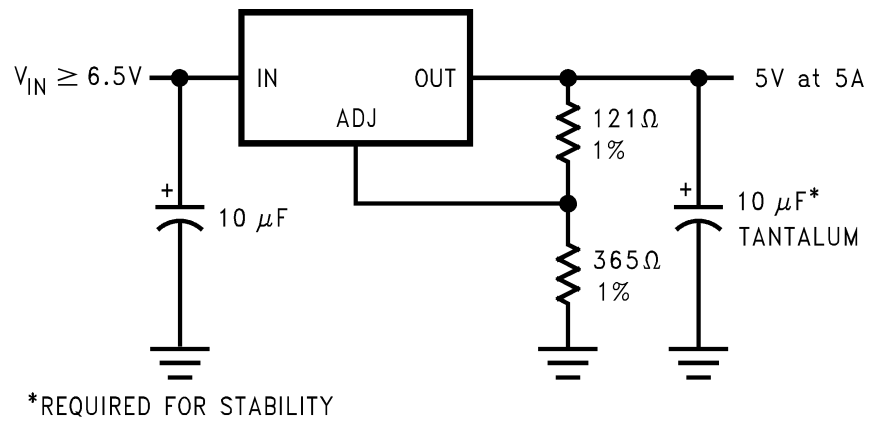 V_IN ≥ 6.5V
IN
OUT
ADJ
5V at 5A
121Ω
1%
10 μF
10 μF*
TANTALUM
365Ω
1%
*REQUIRED FOR STABILITY
+
+